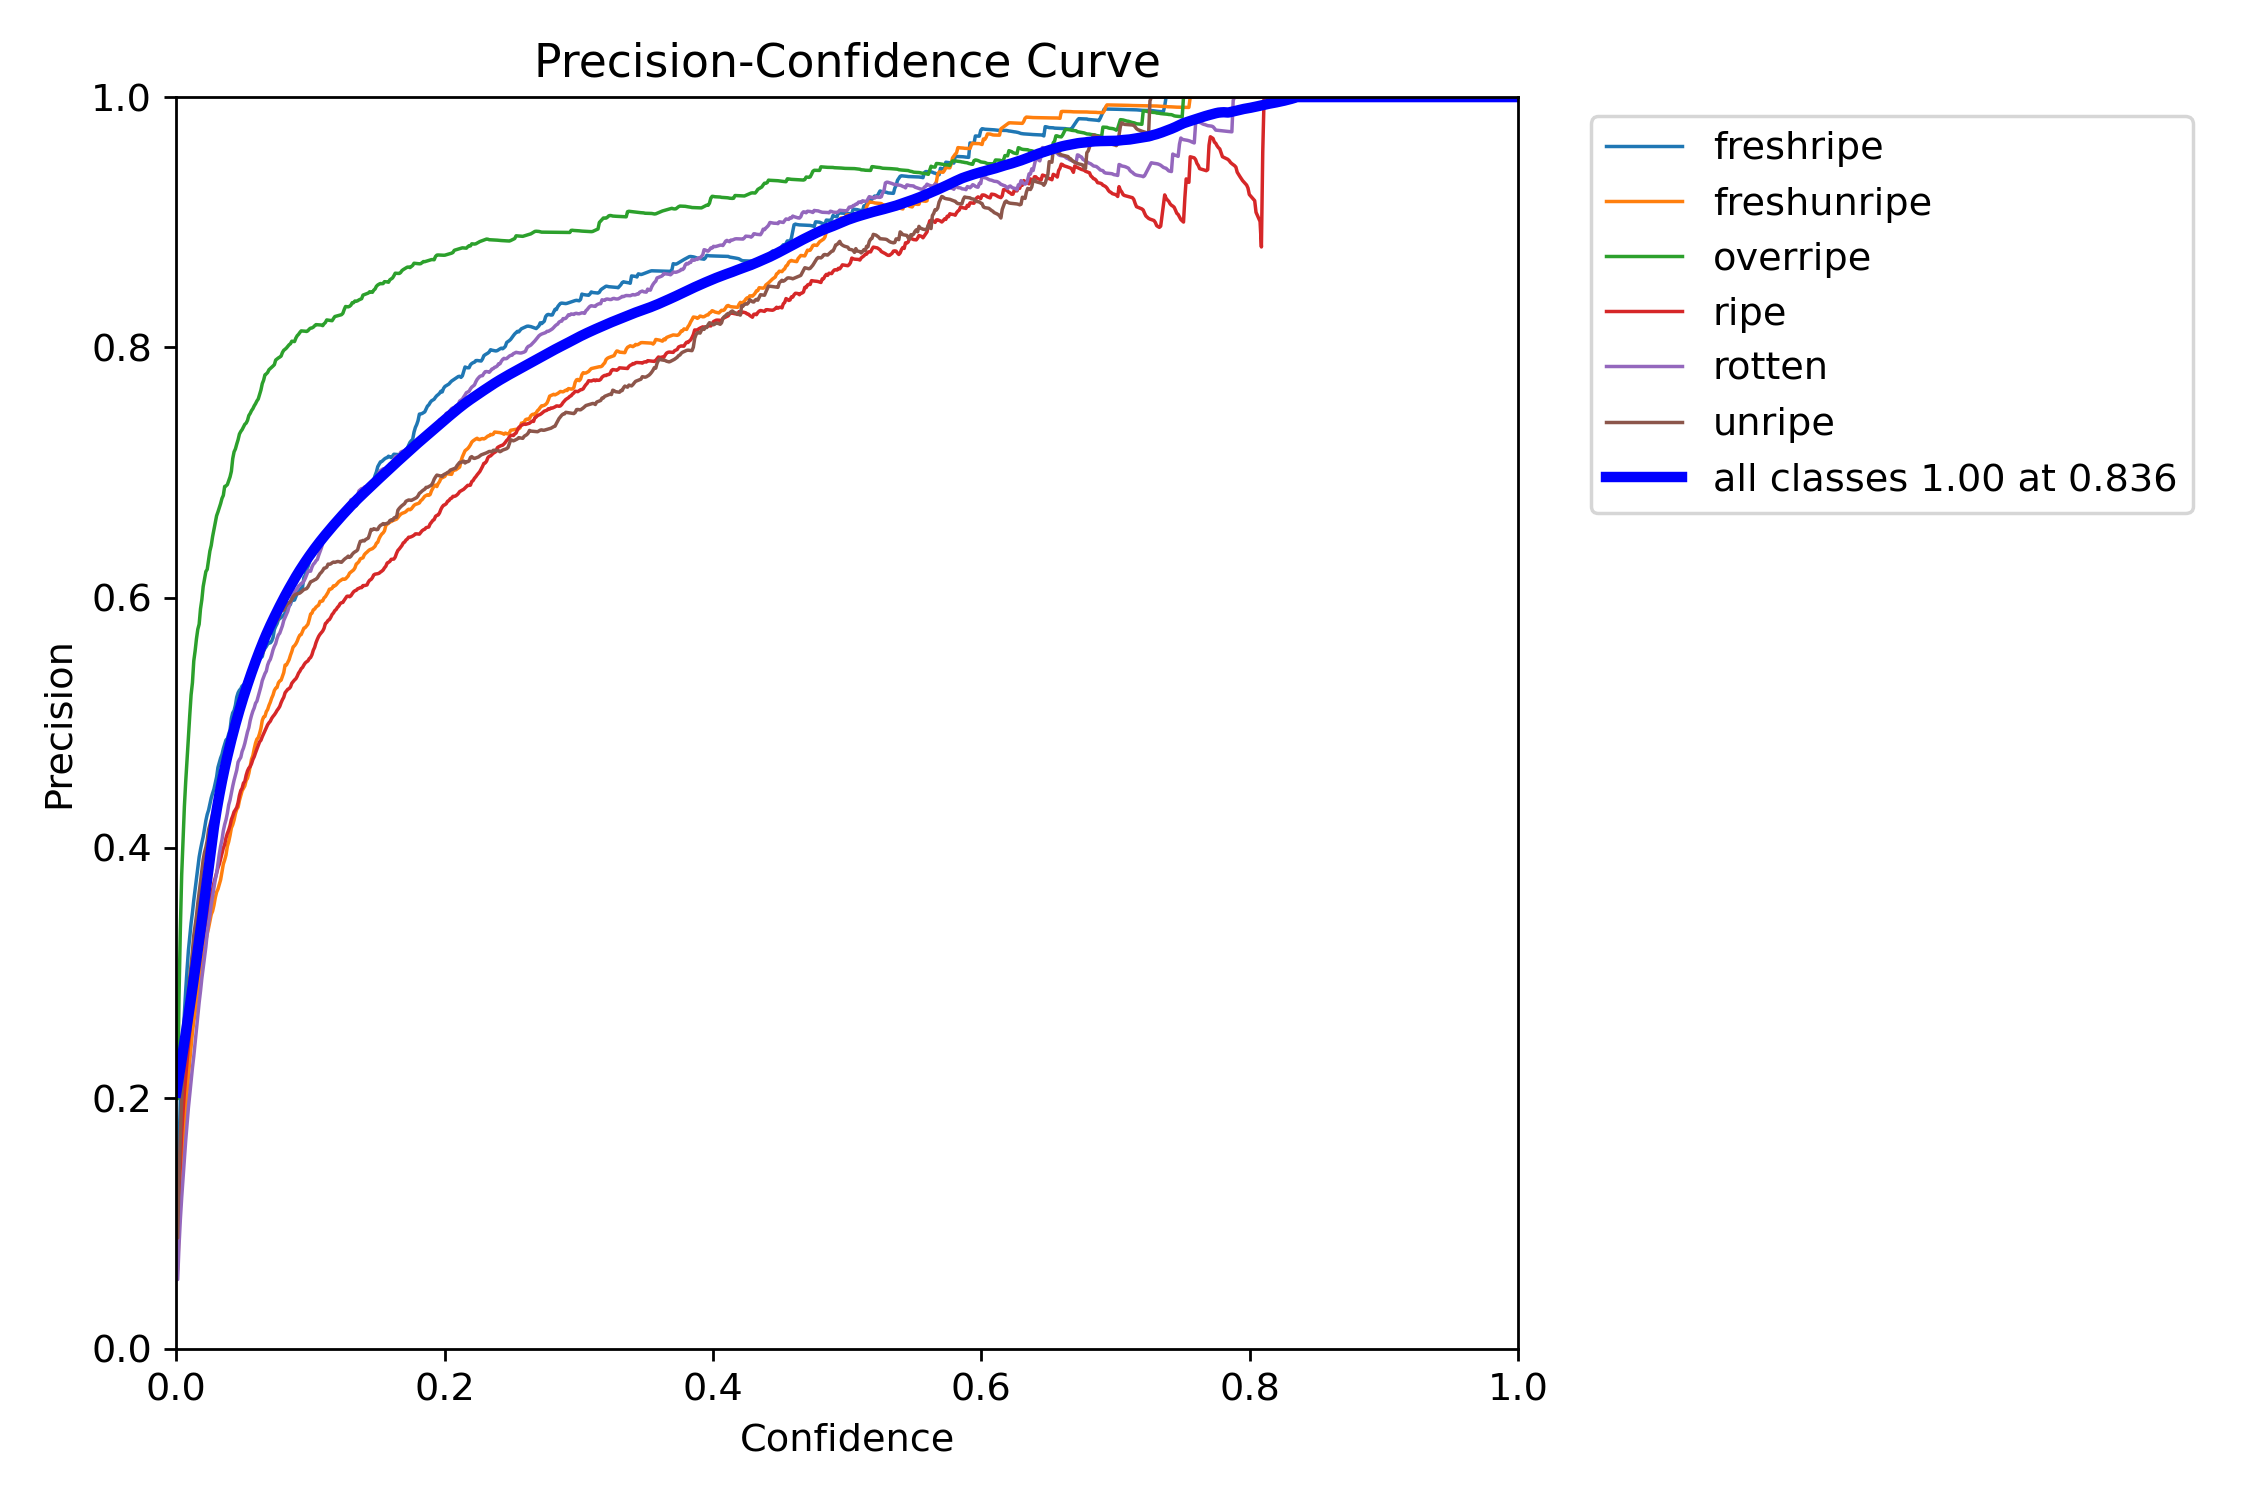 Precision-Confidence Curve
1.0
0.8
0.6
0.4
0.2
0.0
Precision
0.0 0.2 0.4 0.6 0.8 1.0
Confidence
freshripe
freshunripe
overripe
ripe
rotten
unripe
all classes 1.00 at 0.836